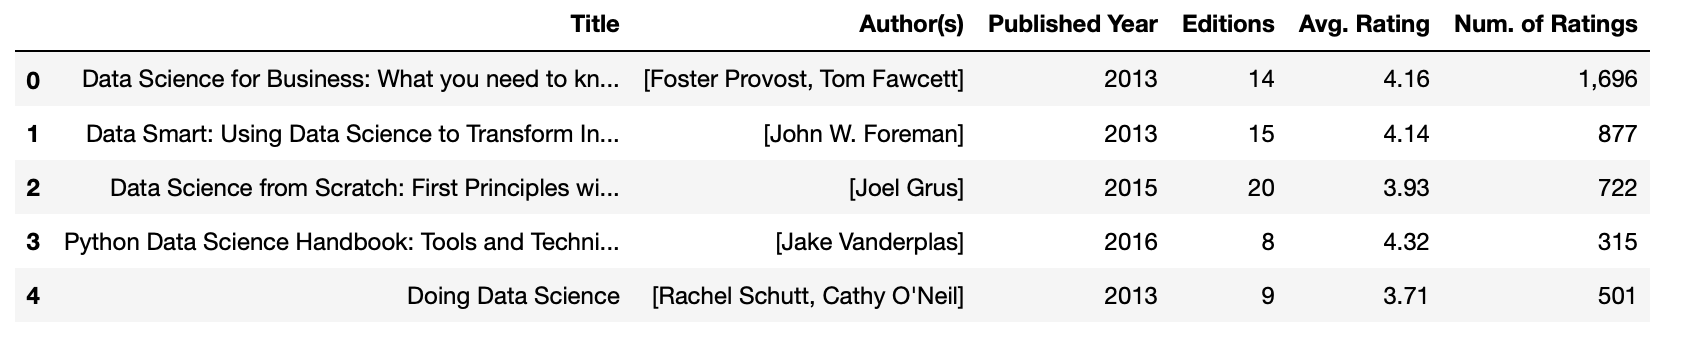 Title Author(s) Published Year Editions Avg. Rating Num. of Ratings
0 Data Science for Business: What you need to kn... [Foster Provost, Tom Fawcett] 2013 14 4.16 1,696
1 Data Smart: Using Data Science to Transform In... [John W. Foreman] 2013 15 4.14 877
2 Data Science from Scratch: First Principles wi... [Joel Grus] 2015 20 3.93 722
3 Python Data Science Handbook: Tools and Techni... [Jake Vanderplas] 2016 8 4.32 315
4 Doing Data Science [Rachel Schutt, Cathy O'Neil] 2013 9 3.71 501